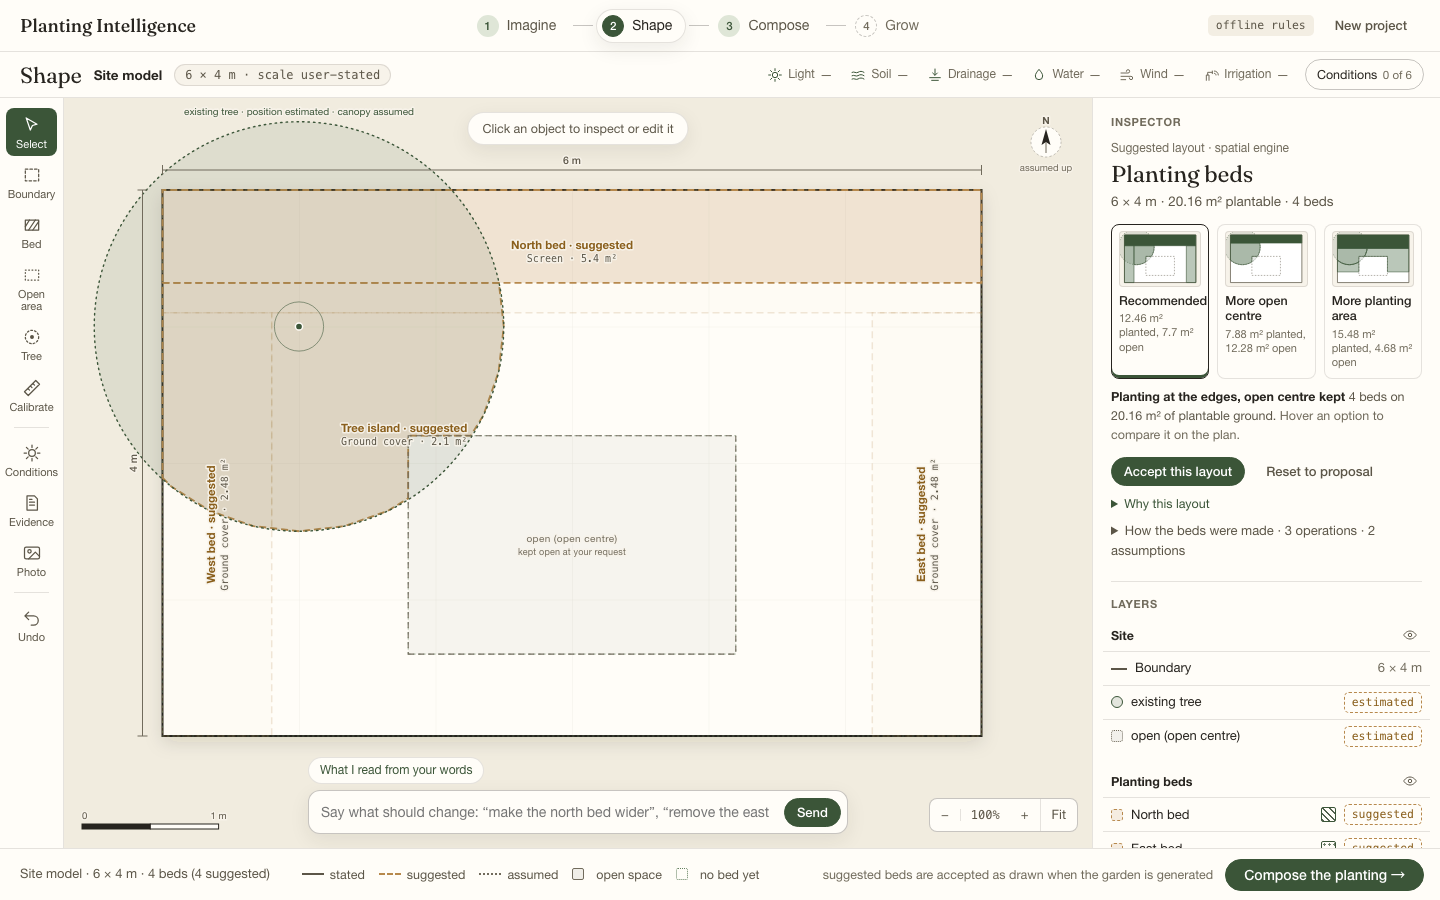 Planting Intelligence
1 Imagine
2 Shape
3 Compose
4 Grow
offline rules
New project
Shape Site model
6 × 4 m · scale user-stated
Light —
Soil —
Drainage —
Water —
Wind —
Irrigation —
Conditions 0 of 6
Select
Boundary
Bed
Open
area
Tree
Calibrate
Conditions
Evidence
Photo
Undo
existing tree · position estimated · canopy assumed
Click an object to inspect or edit it
N
assumed up
6 m
4 m
North bed · suggested
Screen · 5.4 m²
Tree island · suggested
Ground cover · 2.1 m²
West bed · suggested
Ground cover · 2.48 m²
East bed · suggested
Ground cover · 2.48 m²
open (open centre)
kept open at your request
What I read from your words
Say what should change: “make the north bed wider”, “remove the east
Send
0 1 m
− 100% + Fit
INSPECTOR
Suggested layout · spatial engine
Planting beds
6 × 4 m · 20.16 m² plantable · 4 beds
Recommended
12.46 m²
planted, 7.7 m²
open
More open
centre
7.88 m² planted,
12.28 m² open
More planting
area
15.48 m²
planted, 4.68 m²
open
Planting at the edges, open centre kept 4 beds on
20.16 m² of plantable ground. Hover an option to
compare it on the plan.
Accept this layout
Reset to proposal
Why this layout
How the beds were made · 3 operations · 2
assumptions
LAYERS
Site
Boundary 6 × 4 m
existing tree estimated
open (open centre) estimated
Planting beds
North bed suggested
East bed suggested
Site model · 6 × 4 m · 4 beds (4 suggested)
stated
suggested
assumed
open space
no bed yet
suggested beds are accepted as drawn when the garden is generated
Compose the planting →